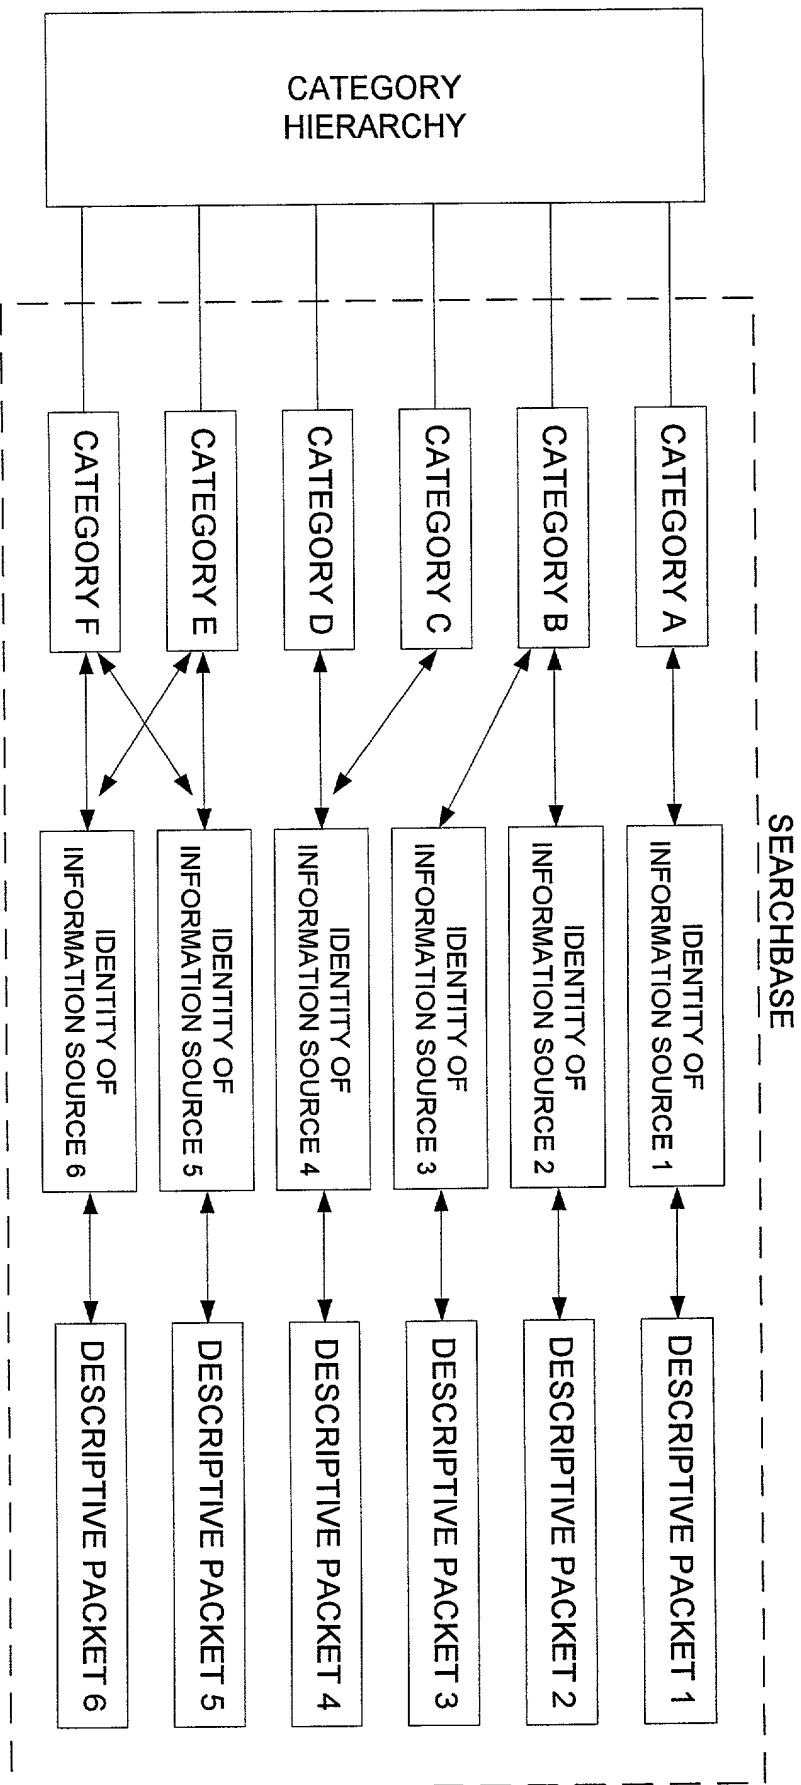 CATEGORY
HIERARCHY
SEARCHBASE
CATEGORY A
CATEGORY B
CATEGORY C
CATEGORY D
CATEGORY E
CATEGORY F
IDENTITY OF
INFORMATION SOURCE 1
IDENTITY OF
INFORMATION SOURCE 2
IDENTITY OF
INFORMATION SOURCE 3
IDENTITY OF
INFORMATION SOURCE 4
IDENTITY OF
INFORMATION SOURCE 5
IDENTITY OF
INFORMATION SOURCE 6
DESCRIPTIVE PACKET 1
DESCRIPTIVE PACKET 2
DESCRIPTIVE PACKET 3
DESCRIPTIVE PACKET 4
DESCRIPTIVE PACKET 5
DESCRIPTIVE PACKET 6